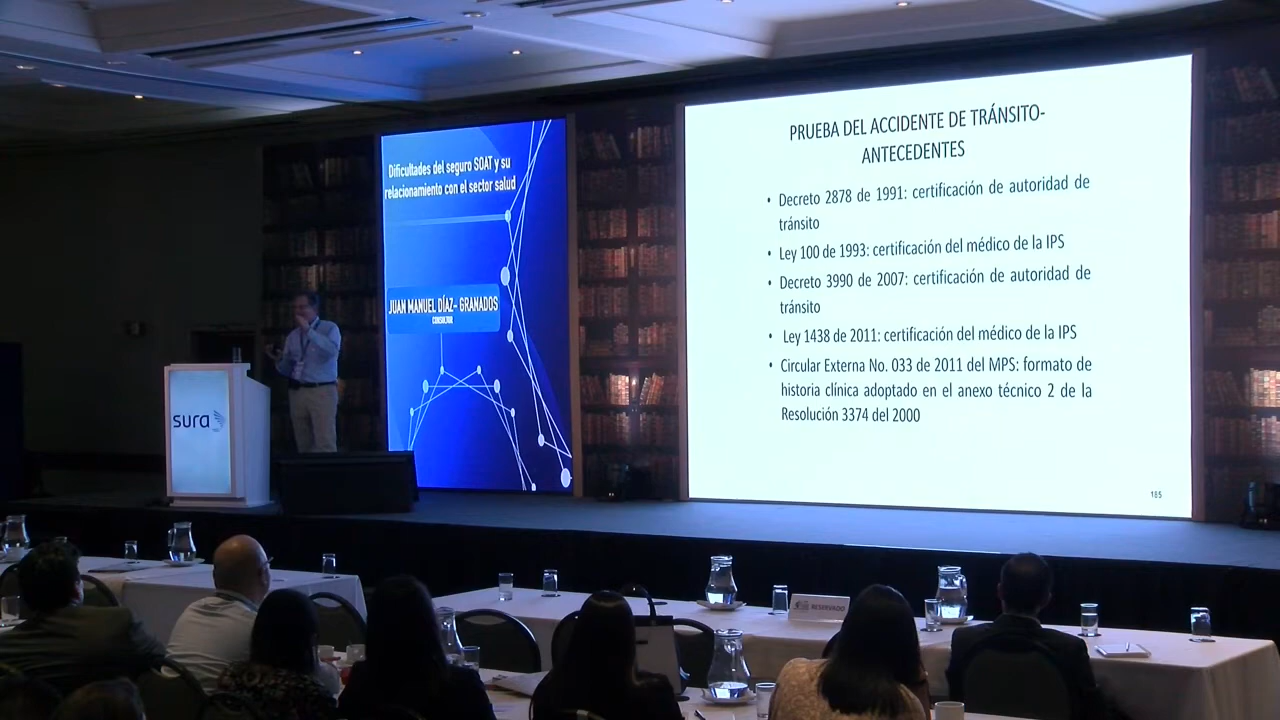 Dificultades del seguro SOAT y su
relacionamiento con el sector salud
JUAN MANUEL DÍAZ- GRANADOS
CONSULTOR
sura
PRUEBA DEL ACCIDENTE DE TRÁNSITO-
ANTECEDENTES
• Decreto 2878 de 1991: certificación de autoridad de
tránsito
• Ley 100 de 1993: certificación del médico de la IPS
• Decreto 3990 de 2007: certificación de autoridad de
tránsito
• Ley 1438 de 2011: certificación del médico de la IPS
• Circular Externa No. 033 de 2011 del MPS: formato de
historia clínica adoptado en el anexo técnico 2 de la
Resolución 3374 del 2000
185
RESERVADO